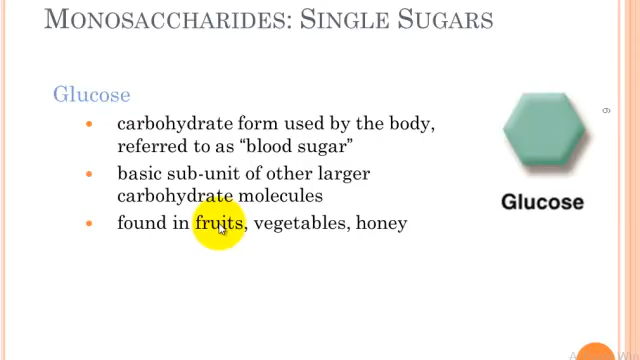 MONOSACCHARIDES: SINGLE SUGARS
Glucose
• carbohydrate form used by the body,
referred to as “blood sugar”
• basic sub-unit of other larger
carbohydrate molecules
• found in fruits, vegetables, honey
Glucose